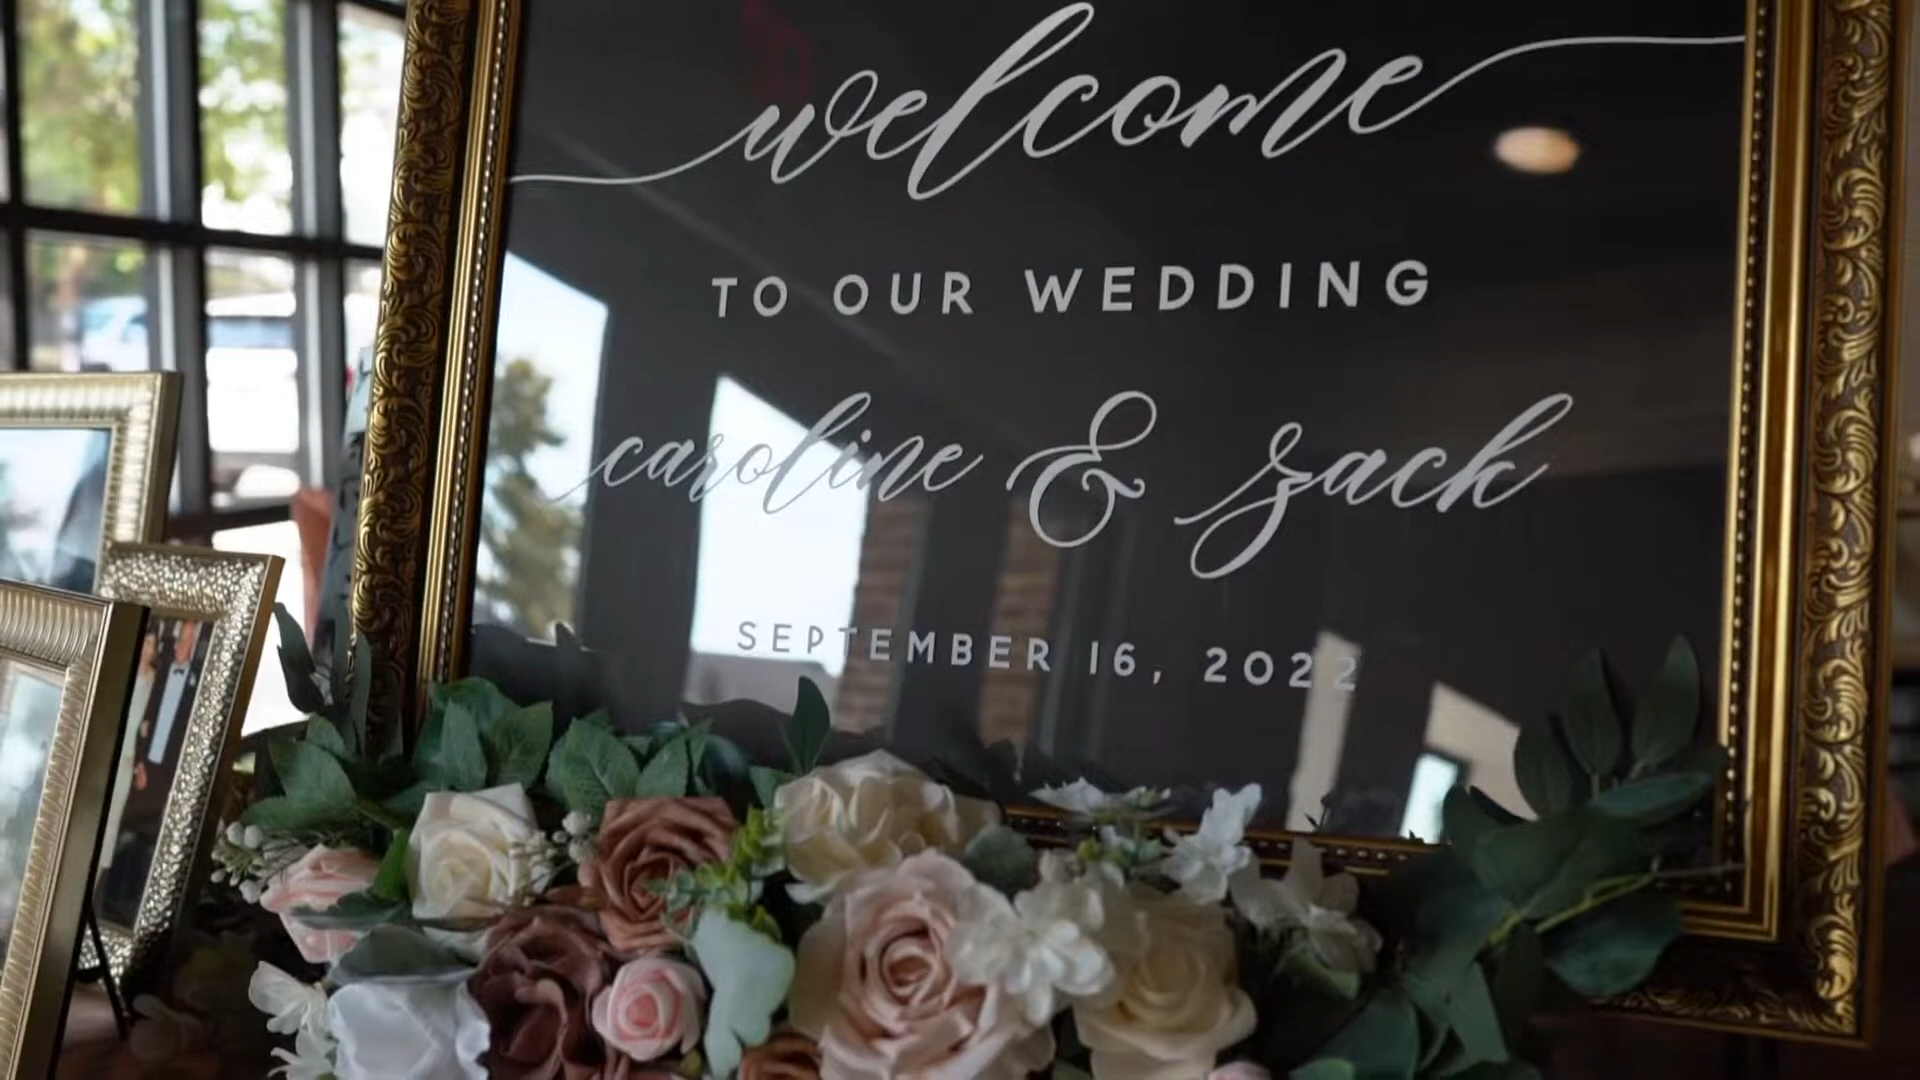 welcome
TO OUR WEDDING
caroline & zack
SEPTEMBER 16, 2022